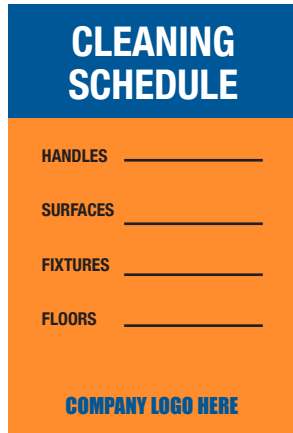 CLEANING
SCHEDULE
HANDLES
SURFACES
FIXTURES
FLOORS
COMPANY LOGO HERE